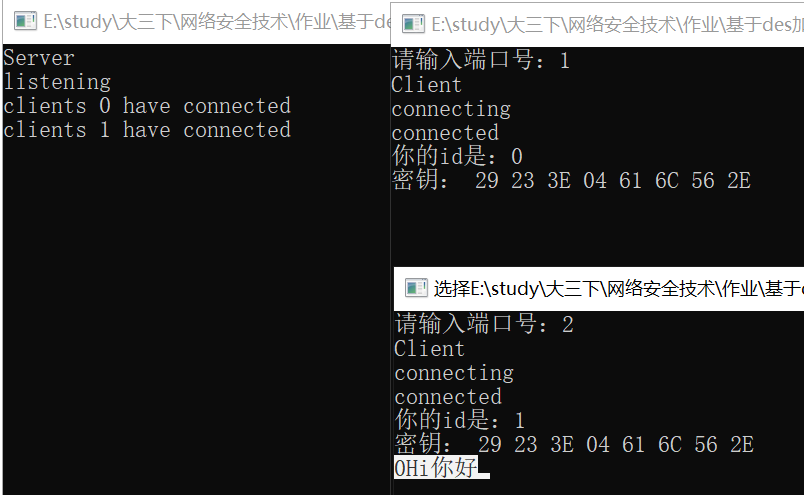 E:\study\大三下\网络安全技术\作业\基于des
Server
listening
clients 0 have connected
clients 1 have connected
E:\study\大三下\网络安全技术\作业\基于des加
请输入端口号：1
Client
connecting
connected
你的id是：0
密钥： 29 23 3E 04 61 6C 56 2E
选择E:\study\大三下\网络安全技术\作业\基于d
请输入端口号：2
Client
connecting
connected
你的id是：1
密钥： 29 23 3E 04 61 6C 56 2E
0Hi你好